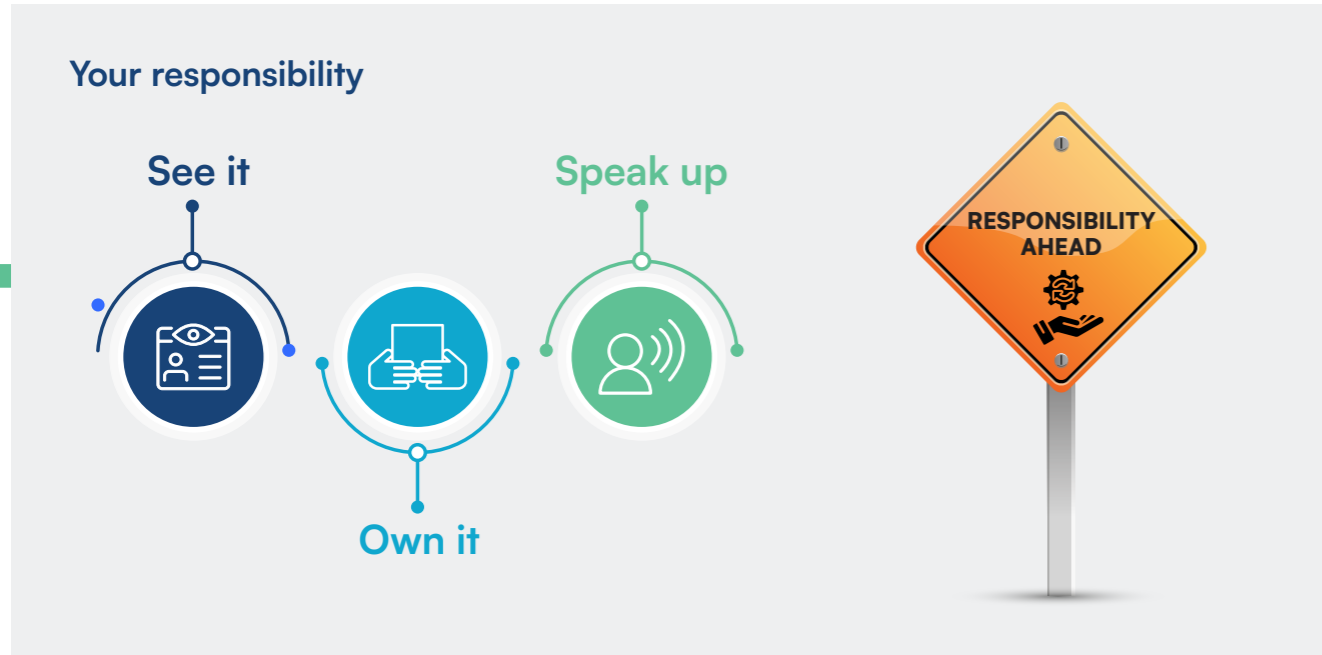 Your responsibility
See it
Speak up
Own it
RESPONSIBILITY
AHEAD